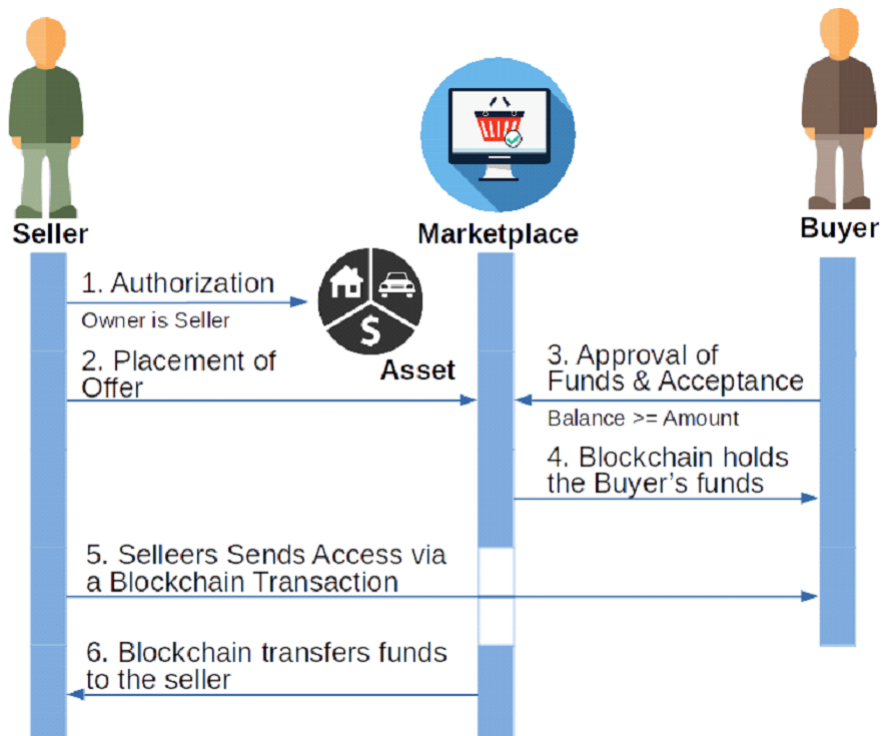 Seller
Marketplace
Buyer
1. Authorization
Owner is Seller
$
Asset
2. Placement of
Offer
3. Approval of
Funds & Acceptance
Balance >= Amount
4. Blockchain holds
the Buyer's funds
5. Selleers Sends Access via
a Blockchain Transaction
6. Blockchain transfers funds
to the seller